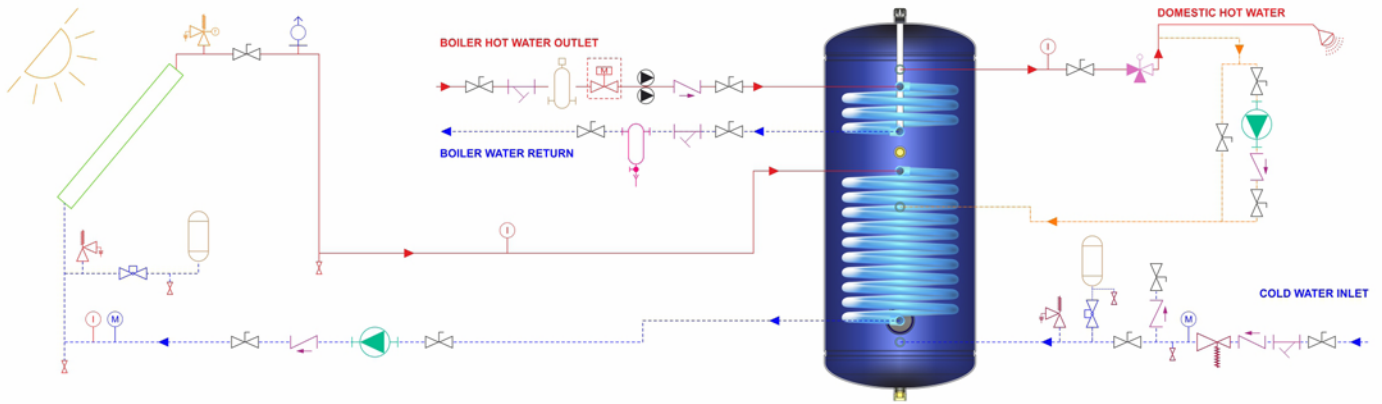 DOMESTIC HOT WATER
BOILER HOT WATER OUTLET
I
M
BOILER WATER RETURN
I
COLD WATER INLET
I
M
M